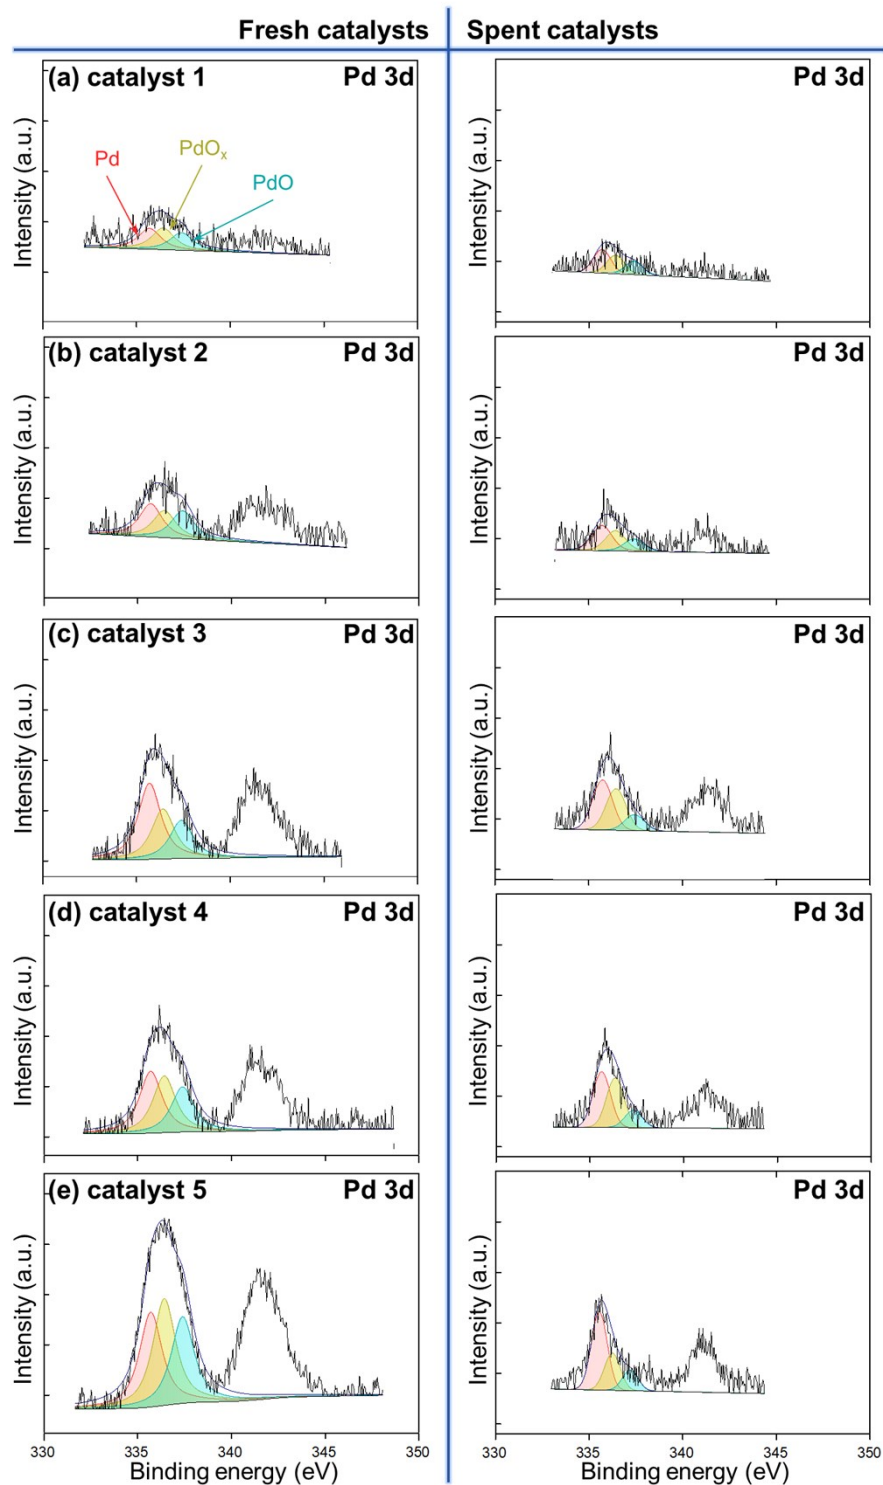 Fresh catalysts Spent catalysts
(a) catalyst 1 Pd 3d Pd 3d
Pd PdOₓ PdO
Intensity (a.u.) Intensity (a.u.)
(b) catalyst 2 Pd 3d Pd 3d
Intensity (a.u.) Intensity (a.u.)
(c) catalyst 3 Pd 3d Pd 3d
Intensity (a.u.) Intensity (a.u.)
(d) catalyst 4 Pd 3d Pd 3d
Intensity (a.u.) Intensity (a.u.)
(e) catalyst 5 Pd 3d Pd 3d
Intensity (a.u.) Intensity (a.u.)
330 335 340 345 350 330 335 340 345 350
Binding energy (eV) Binding energy (eV)